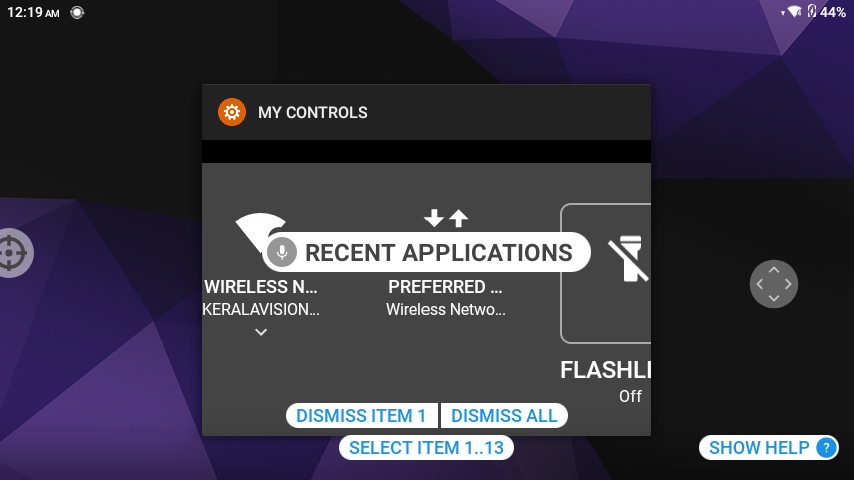 12:19 AM
44%
MY CONTROLS
RECENT APPLICATIONS
WIRELESS N...
PREFERRED ...
KERALAVISION...
Wireless Netwo...
FLASHLI
Off
DISMISS ITEM 1
DISMISS ALL
SELECT ITEM 1..13
SHOW HELP ?